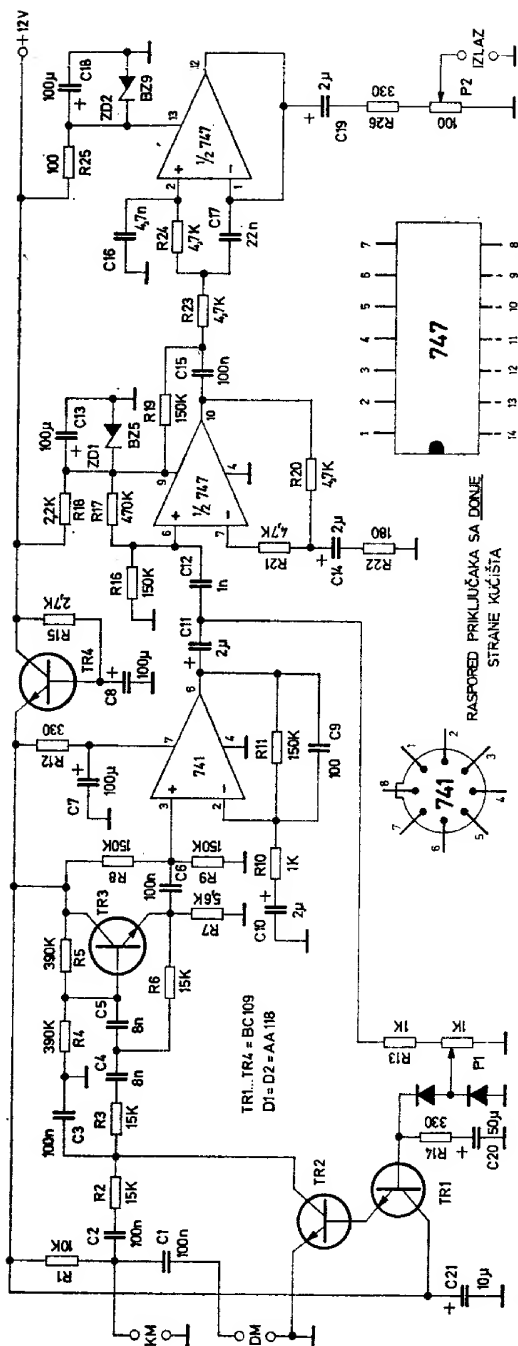 +12V
KM
DM
R1
10K
C2
100n
C1
100n
R2
15K
C3
100n
R3
15K
C4
8n
C5
8n
R4
390K
R5
390K
TR3
R6
15K
R7
5,6K
R8
150K
C6
100n
R9
150K
C7
100µ
R12
330
741
3
2
7
6
4
C10
2µ
R10
1K
R11
150K
C9
100
TR4
R15
2,7K
C8
100µ
C11
2µ
C12
1n
R16
150K
R17
470K
R18
2,2K
C13
100µ
ZD1
BZ5
½ 747
6
7
9
10
4
R19
150K
C15
100n
R20
4,7K
R21
4,7K
C14
2µ
R22
180
R23
4,7K
C16
4,7n
R24
4,7K
C17
22n
R25
100
C18
100µ
ZD2
BZ9
½ 747
2
1
13
12
C19
2µ
R26
330
P2
100
IZLAZ
TR2
TR1
C21
10µ
R14
330
C20
50µ
P1
1K
R13
1K
TR1...TR4 = BC109
D1 = D2 = AA118
741
1
2
3
4
5
6
7
8
RASPORED PRIKLJUČAKA SA DONJE
STRANE KUĆIŠTA
747
1 2 3 4 5 6 7
14 13 12 11 10 9 8